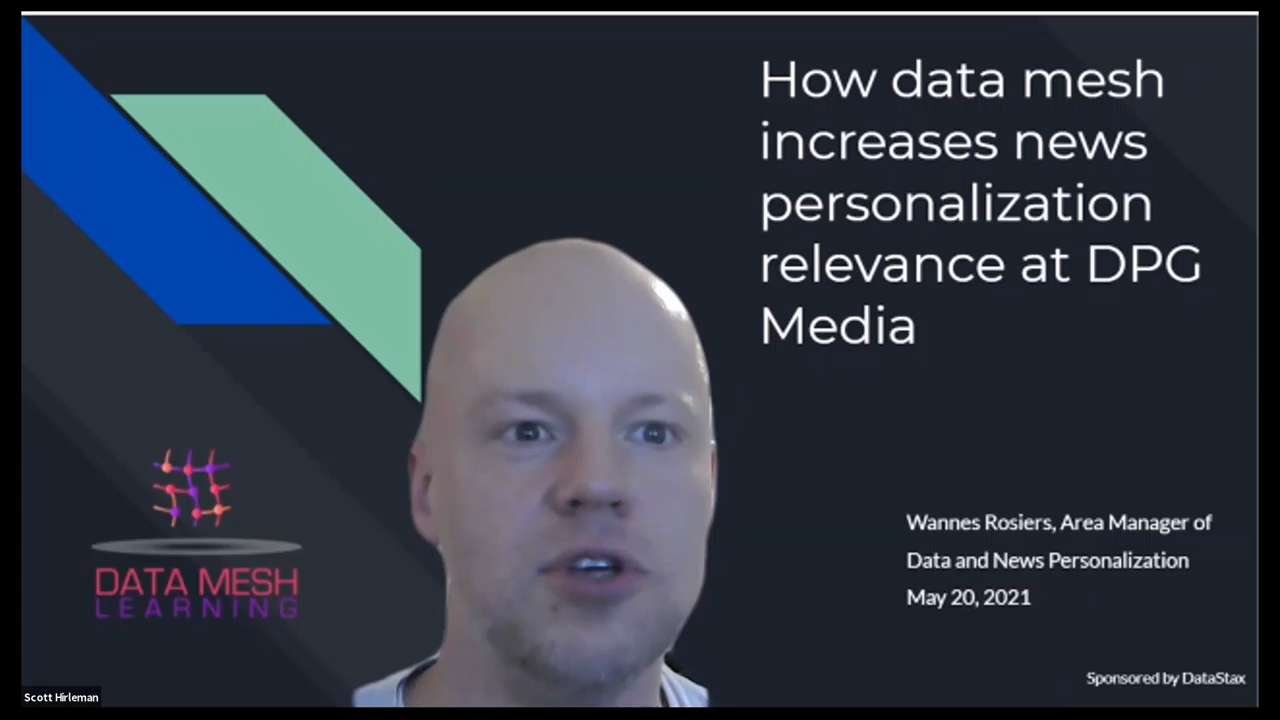 How data mesh
increases news
personalization
relevance at DPG
Media
DATA MESH
LEARNING
Wannes Rosiers, Area Manager of
Data and News Personalization
May 20, 2021
Sponsored by DataStax
Scott Hirleman